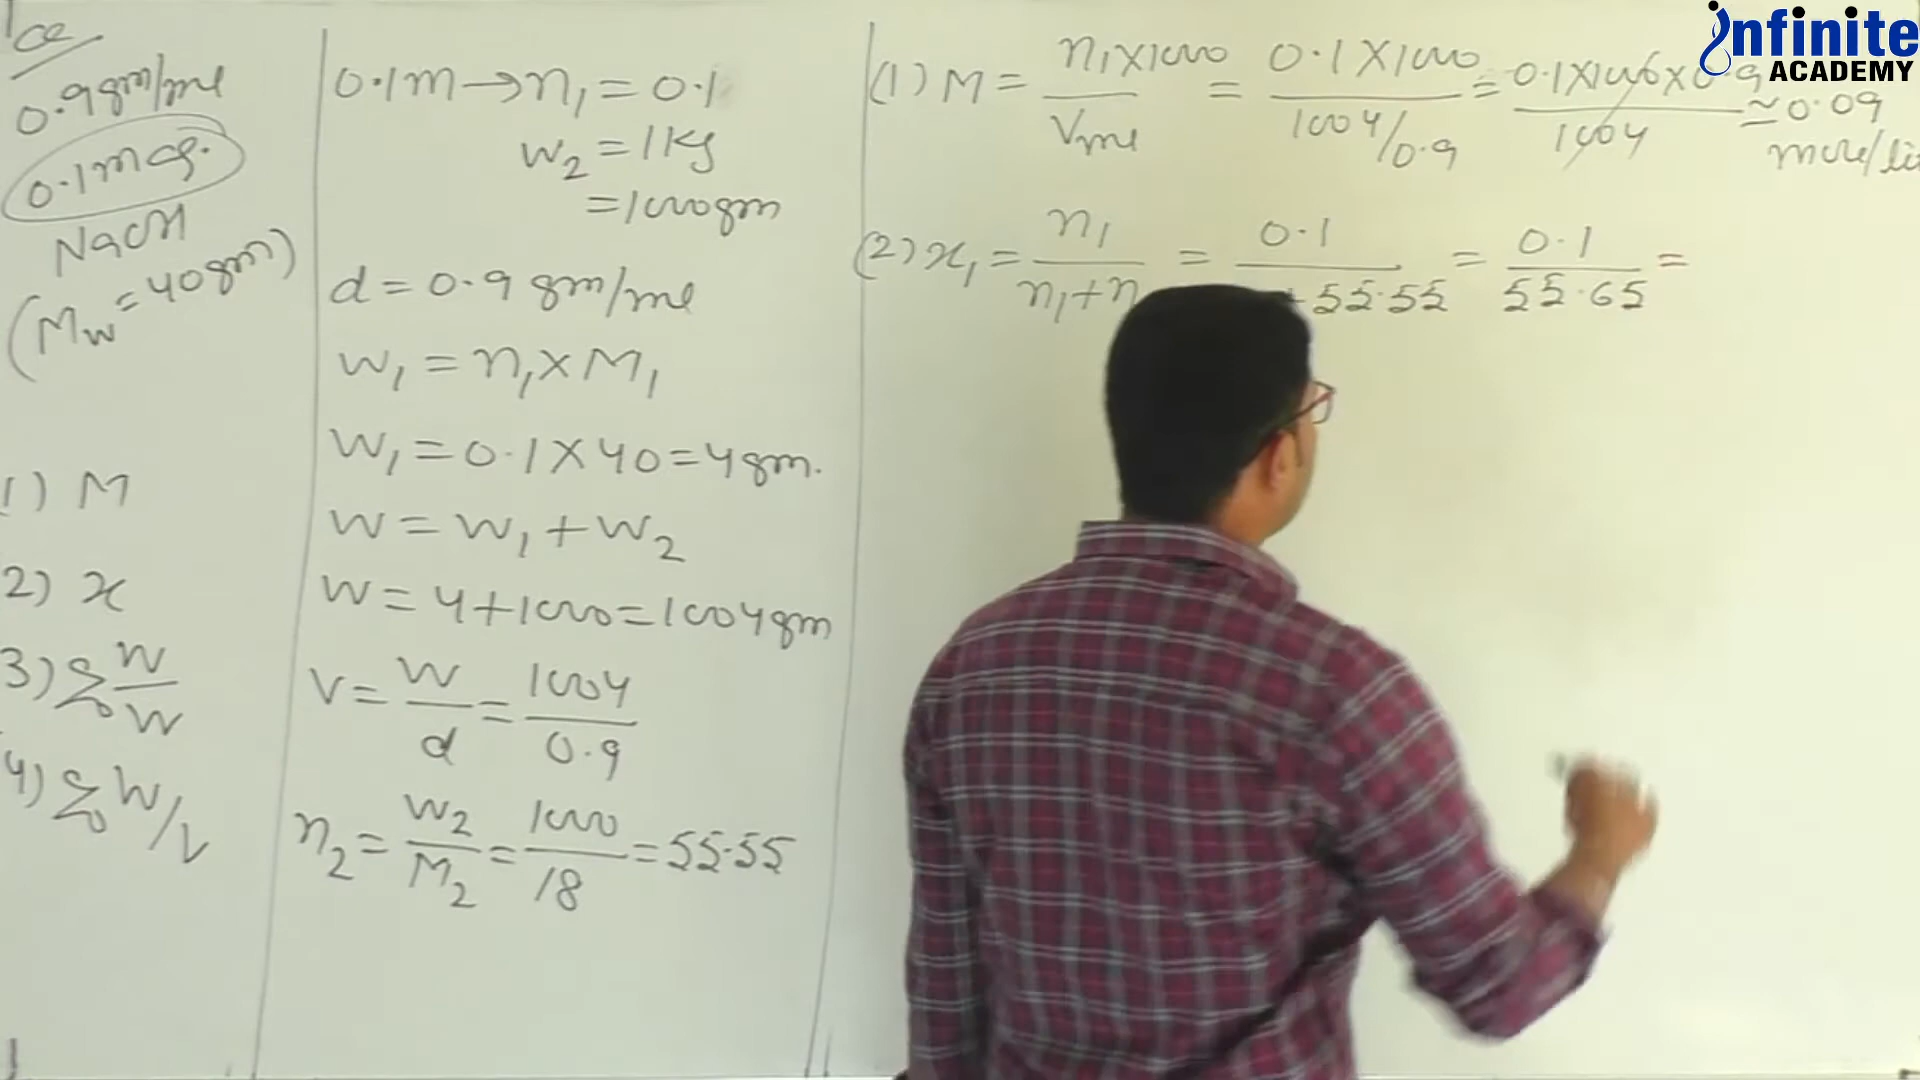 0.9gm/ml
0.1m aq.
NaOH
(Mw = 40gm)
1) M
2) x
3) % W/W
4) % W/V
0.1m → n₁ = 0.1
w₂ = 1kg
= 1000gm
d = 0.9 gm/ml
w₁ = n₁ × M₁
w₁ = 0.1 × 40 = 4gm.
w = w₁ + w₂
w = 4 + 1000 = 1004gm
V = w/d = 1004/0.9
n₂ = w₂/M₂ = 1000/18 = 55.55
(1) M = n₁×1000/Vml = 0.1×1000/1004/0.9 = 0.1×1000×0.9/1004 ≃ 0.09
mole/lit
(2) x₁ = n₁/n₁+n = 0.1/+55.55 = 0.1/55.65 =
infinite
ACADEMY